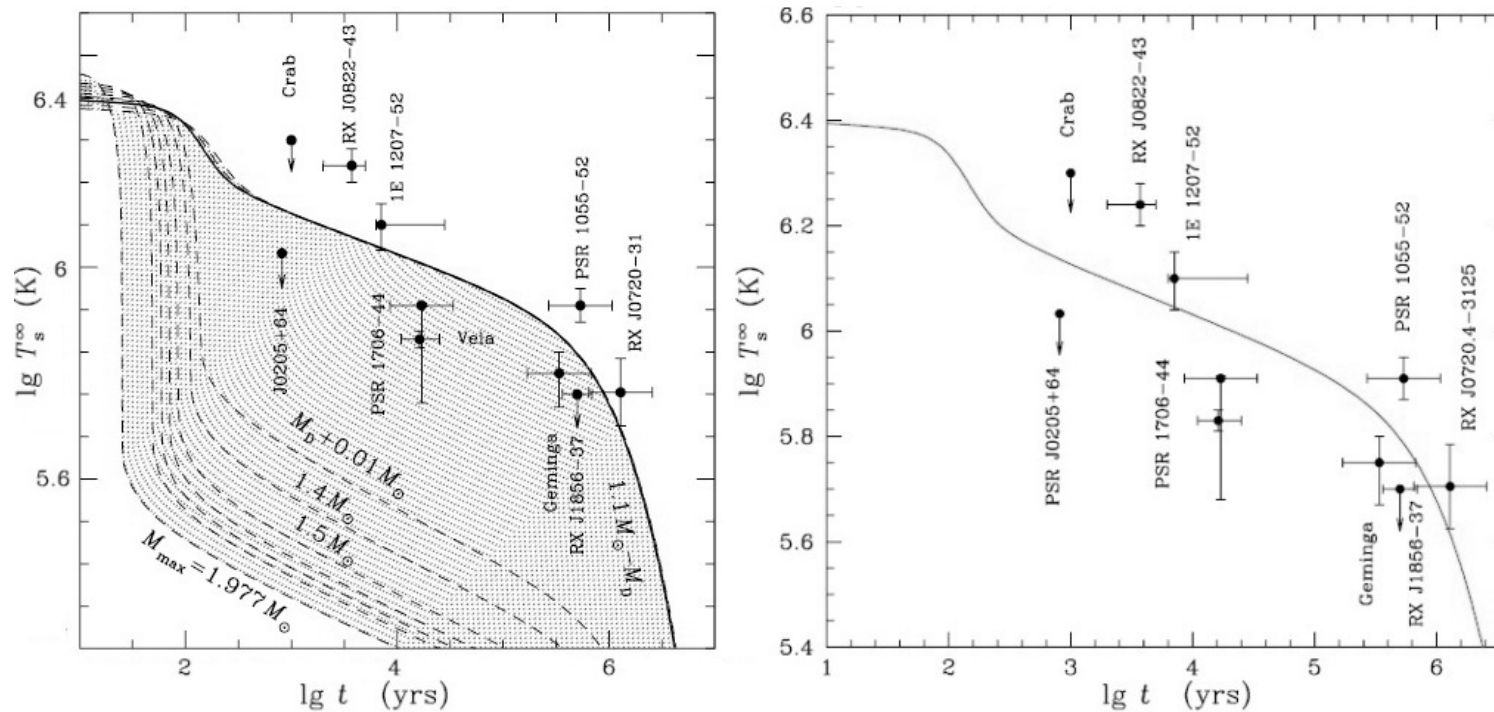 6.4
6
5.6
2
4
6
lg T_s^∞ (K)
lg t (yrs)
Crab
RX J0822−43
1E 1207−52
PSR 1055−52
RX J0720−31
J0205+64
PSR 1706−44
Vela
Geminga
RX J1856−37
M_D+0.01M_⊙
1.4M_⊙
1.5M_⊙
M_max=1.977M_⊙
1.1M_⊙−M_D
6.6
6.4
6.2
6
5.8
5.6
5.4
1
2
3
4
5
6
lg T_s^∞ (K)
lg t (yrs)
Crab
RX J0822−43
1E 1207−52
PSR 1055−52
RX J0720.4−3125
PSR J0205+64
PSR 1706−44
Geminga
RX J1856−37